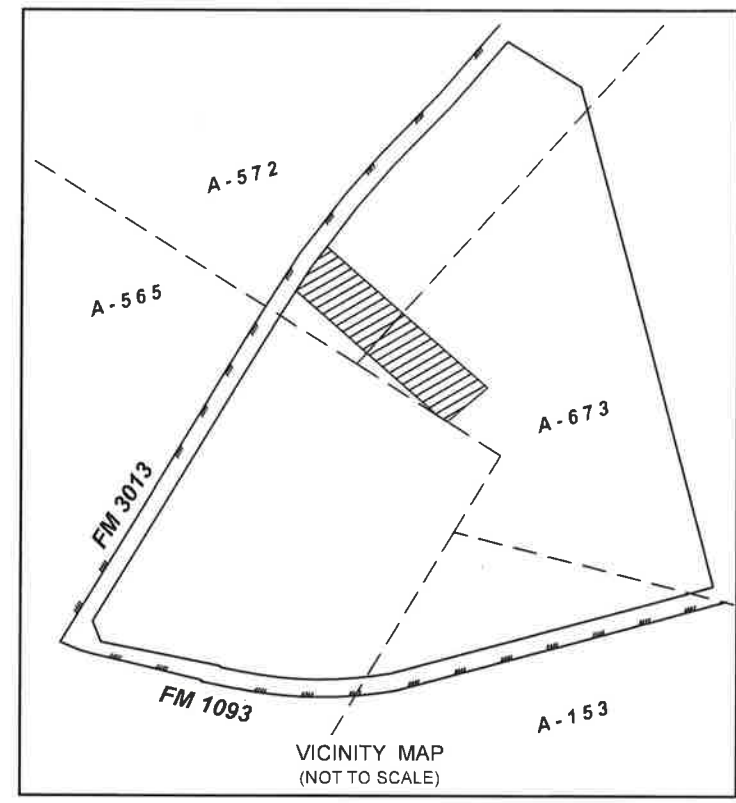 A-572
A-565
A-673
FM 3013
FM 1093
A-153
VICINITY MAP
(NOT TO SCALE)